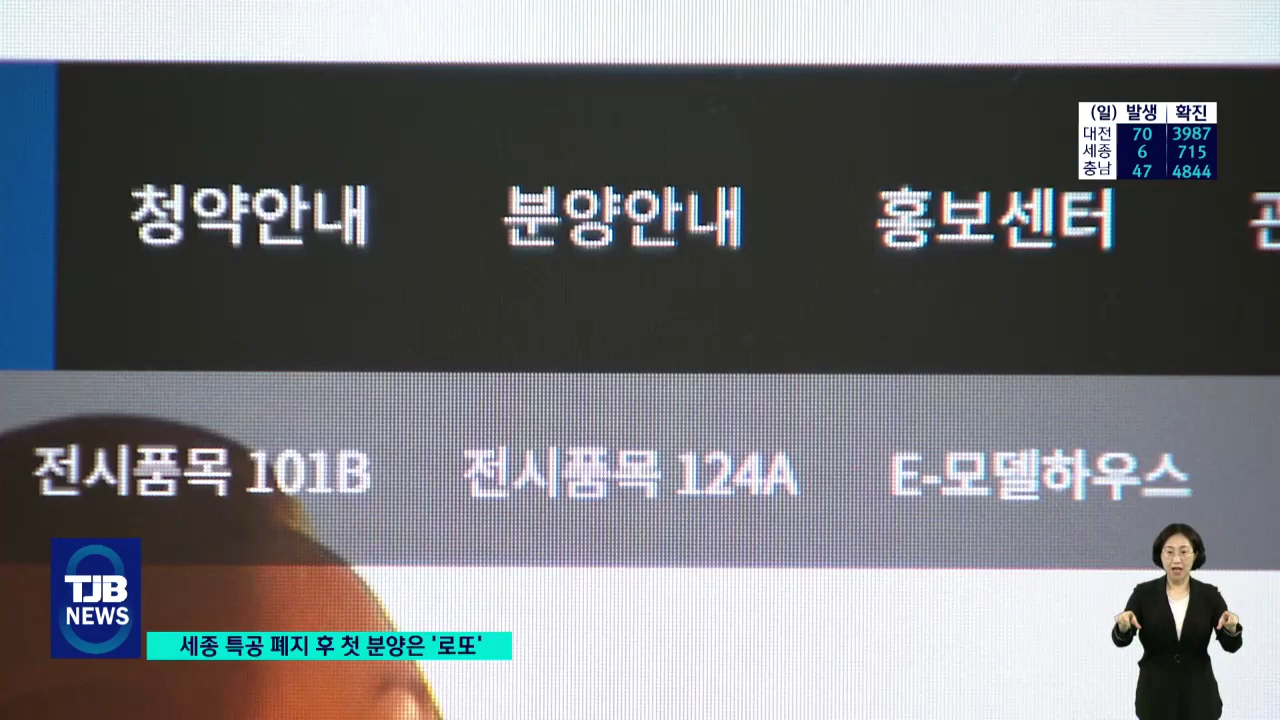 (일) 발생 확진
대전 70 3987
세종 6 715
충남 47 4844
청약안내 분양안내 홍보센터
전시품목 101B 전시품목 124A E-모델하우스
8
TJB
NEWS
세종 특공 폐지 후 첫 분양은 '로또'